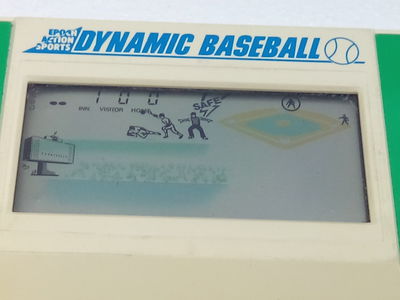 EPOCH
ACTION
SPORTS
DYNAMIC BASEBALL
1 0 0
INN. VISITOR HOME
SAFE